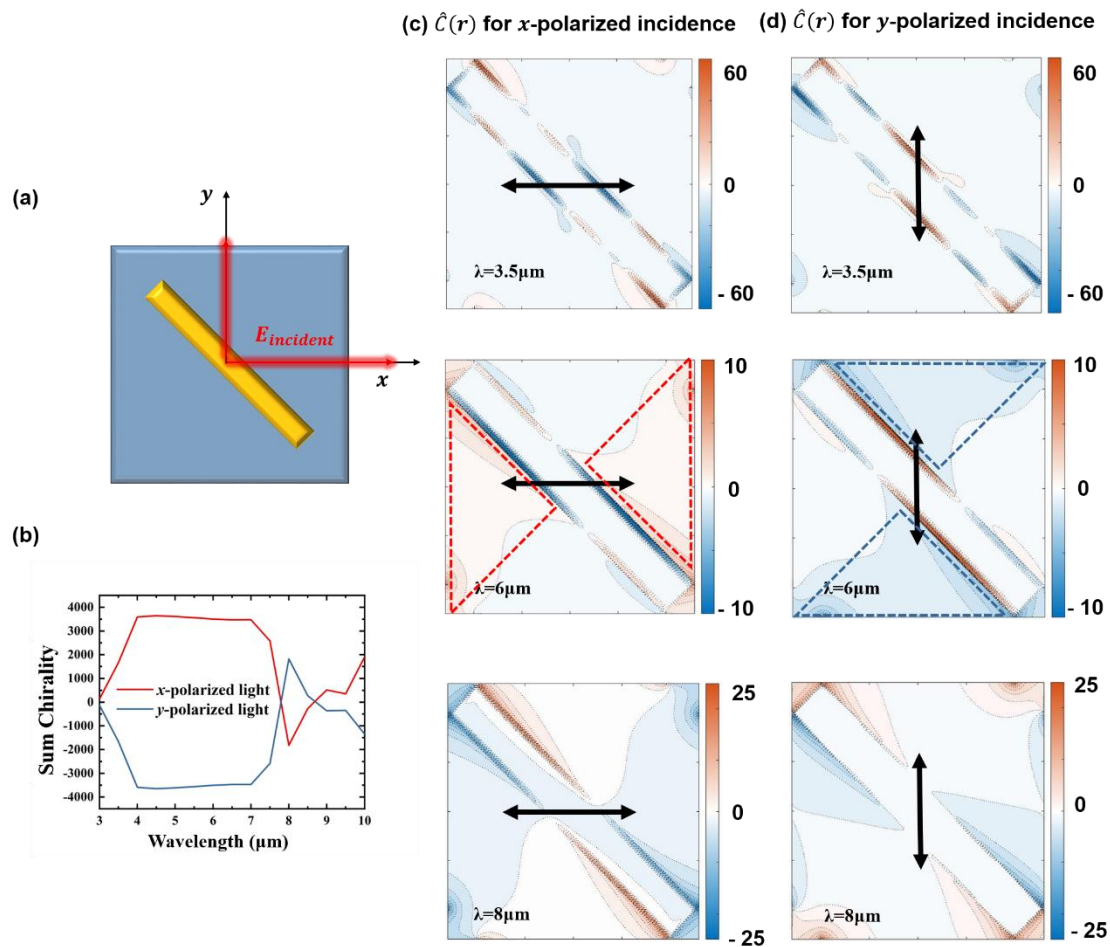 (c) Ĉ(r) for x-polarized incidence
(d) Ĉ(r) for y-polarized incidence
60
0
- 60
λ=3.5μm
60
0
- 60
λ=3.5μm
(a)
y
E_incident
x
10
0
- 10
λ=6μm
10
0
- 10
λ=6μm
(b)
4000
3000
2000
1000
0
-1000
-2000
-3000
-4000
Sum Chirality
x-polarized light
y-polarized light
3 4 5 6 7 8 9 10
Wavelength (μm)
25
0
- 25
λ=8μm
25
0
- 25
λ=8μm